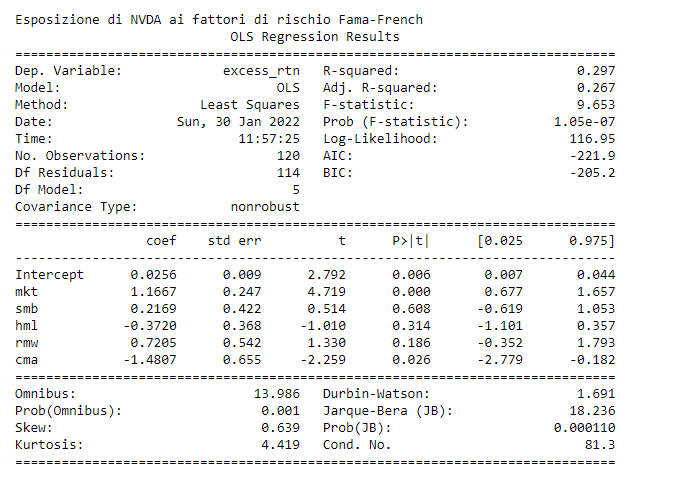 Esposizione di NVDA ai fattori di rischio Fama-French
                            OLS Regression Results
==============================================================================
Dep. Variable:             excess_rtn   R-squared:                       0.297
Model:                            OLS   Adj. R-squared:                  0.267
Method:                 Least Squares   F-statistic:                     9.653
Date:                Sun, 30 Jan 2022   Prob (F-statistic):           1.05e-07
Time:                        11:57:25   Log-Likelihood:                 116.95
No. Observations:                 120   AIC:                            -221.9
Df Residuals:                     114   BIC:                            -205.2
Df Model:                           5
Covariance Type:            nonrobust
==============================================================================
                 coef    std err          t      P>|t|      [0.025      0.975]
------------------------------------------------------------------------------
Intercept      0.0256      0.009      2.792      0.006       0.007       0.044
mkt            1.1667      0.247      4.719      0.000       0.677       1.657
smb            0.2169      0.422      0.514      0.608      -0.619       1.053
hml           -0.3720      0.368     -1.010      0.314      -1.101       0.357
rmw            0.7205      0.542      1.330      0.186      -0.352       1.793
cma           -1.4807      0.655     -2.259      0.026      -2.779      -0.182
==============================================================================
Omnibus:                       13.986   Durbin-Watson:                   1.691
Prob(Omnibus):                  0.001   Jarque-Bera (JB):               18.236
Skew:                           0.639   Prob(JB):                     0.000110
Kurtosis:                       4.419   Cond. No.                         81.3
==============================================================================